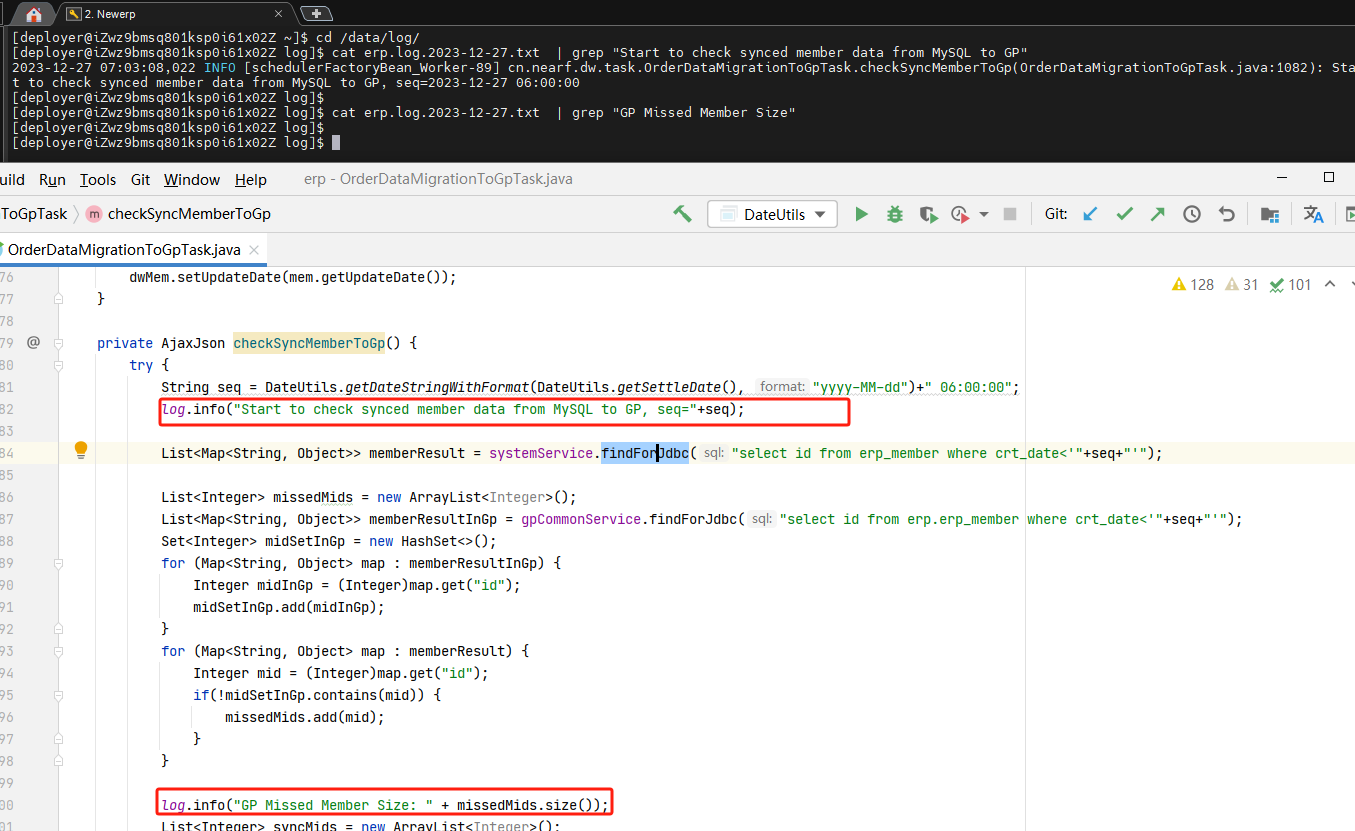 2. Newerp
[deployer@iZwz9bmsq801ksp0i61x02Z ~]$ cd /data/log/
[deployer@iZwz9bmsq801ksp0i61x02Z log]$ cat erp.log.2023-12-27.txt  | grep "Start to check synced member data from MySQL to GP"
2023-12-27 07:03:08,022 INFO [schedulerFactoryBean_Worker-89] cn.nearf.dw.task.OrderDataMigrationToGpTask.checkSyncMemberToGp(OrderDataMigrationToGpTask.java:1082): Sta
t to check synced member data from MySQL to GP, seq=2023-12-27 06:00:00
[deployer@iZwz9bmsq801ksp0i61x02Z log]$
[deployer@iZwz9bmsq801ksp0i61x02Z log]$ cat erp.log.2023-12-27.txt  | grep "GP Missed Member Size"
[deployer@iZwz9bmsq801ksp0i61x02Z log]$
[deployer@iZwz9bmsq801ksp0i61x02Z log]$
uild Run Tools Git Window Help erp - OrderDataMigrationToGpTask.java
ToGpTask m checkSyncMemberToGp DateUtils Git:
OrderDataMigrationToGpTask.java
128 31 101
76 dwMem.setUpdateDate(mem.getUpdateDate());
77 }
78
79 @ private AjaxJson checkSyncMemberToGp() {
80 try {
81 String seq = DateUtils.getDateStringWithFormat(DateUtils.getSettleDate(), format: "yyyy-MM-dd")+" 06:00:00";
82 log.info("Start to check synced member data from MySQL to GP, seq="+seq);
83
84 List<Map<String, Object>> memberResult = systemService.findForJdbc( sql: "select id from erp_member where crt_date<'"+seq+"'");
85
86 List<Integer> missedMids = new ArrayList<Integer>();
87 List<Map<String, Object>> memberResultInGp = gpCommonService.findForJdbc( sql: "select id from erp.erp_member where crt_date<'"+seq+"'");
88 Set<Integer> midSetInGp = new HashSet<>();
89 for (Map<String, Object> map : memberResultInGp) {
90 Integer midInGp = (Integer)map.get("id");
91 midSetInGp.add(midInGp);
92 }
93 for (Map<String, Object> map : memberResult) {
94 Integer mid = (Integer)map.get("id");
95 if(!midSetInGp.contains(mid)) {
96 missedMids.add(mid);
97 }
98 }
99
00 log.info("GP Missed Member Size: " + missedMids.size());
01 List<Integer> syncMids = new ArrayList<Integer>();